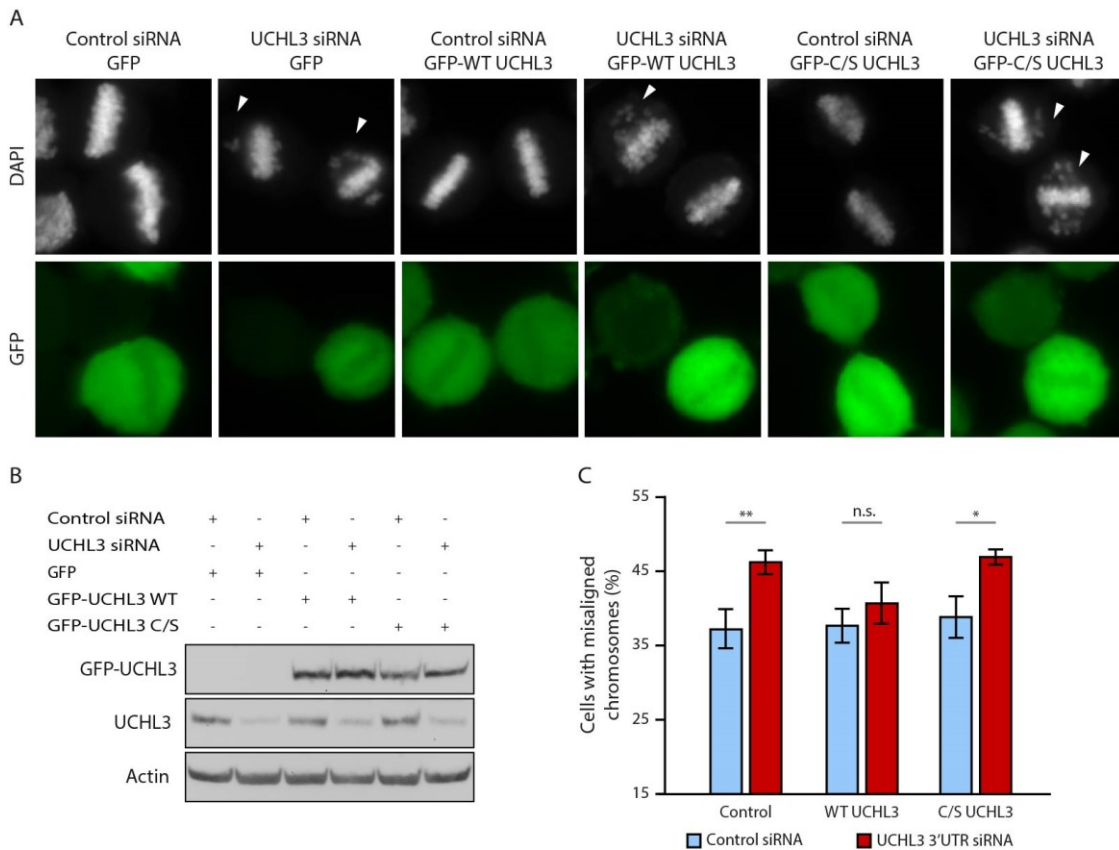 A
Control siRNA
GFP
UCHL3 siRNA
GFP
Control siRNA
GFP-WT UCHL3
UCHL3 siRNA
GFP-WT UCHL3
Control siRNA
GFP-C/S UCHL3
UCHL3 siRNA
GFP-C/S UCHL3
DAPI
GFP
B
Control siRNA + - + - + -
UCHL3 siRNA - + - + - +
GFP + + - - - -
GFP-UCHL3 WT - - + + - -
GFP-UCHL3 C/S - - - - + +
GFP-UCHL3
UCHL3
Actin
C
Cells with misaligned
chromosomes (%)
55
45
35
25
15
**
n.s.
*
Control
WT UCHL3
C/S UCHL3
Control siRNA
UCHL3 3'UTR siRNA